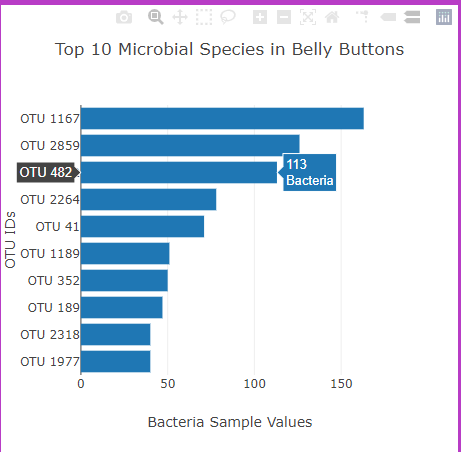 Top 10 Microbial Species in Belly Buttons
OTU 1167
OTU 2859
OTU 482
113
Bacteria
OTU 2264
OTU 41
OTU 1189
OTU 352
OTU 189
OTU 2318
OTU 1977
OTU IDs
0 50 100 150
Bacteria Sample Values